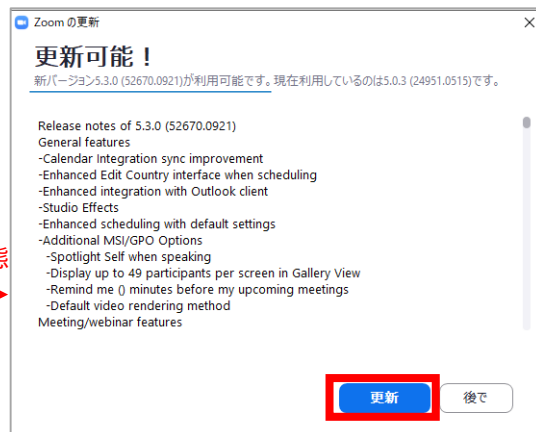 Zoom の更新
更新可能！
新バージョン5.3.0 (52670.0921)が利用可能です。現在利用しているのは5.0.3 (24951.0515)です。
Release notes of 5.3.0 (52670.0921)
General features
-Calendar Integration sync improvement
-Enhanced Edit Country interface when scheduling
-Enhanced integration with Outlook client
-Studio Effects
-Enhanced scheduling with default settings
-Additional MSI/GPO Options
-Spotlight Self when speaking
-Display up to 49 participants per screen in Gallery View
-Remind me () minutes before my upcoming meetings
-Default video rendering method
Meeting/webinar features
更新
後で